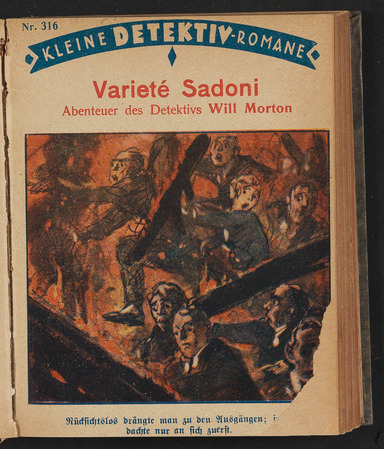 Nr. 316
KLEINE DETEKTIV-ROMANE
Varieté Sadoni
Abenteuer des Detektivs Will Morton
Rücksichtslos drängte man zu den Ausgängen;
dachte nur an sich zuerst.